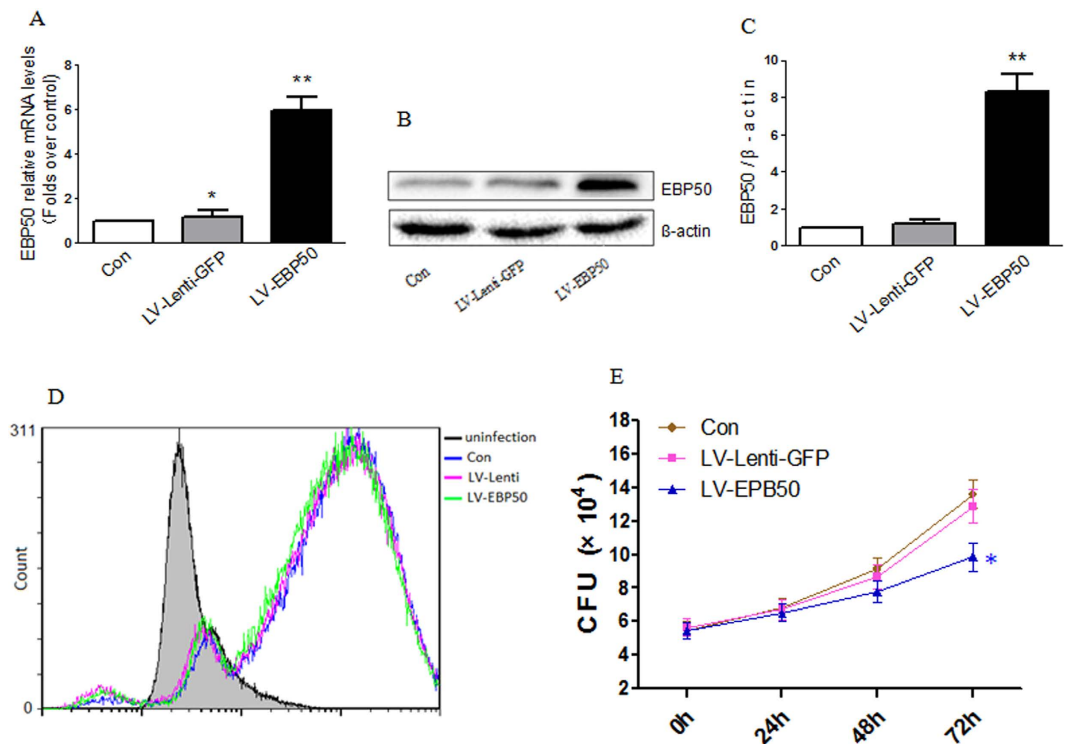 A
EBP50 relative mRNA levels
(Folds over control)
8
6
4
2
0
*
**
Con
LV-Lenti-GFP
LV-EBP50
B
EBP50
ß-actin
Con
LV-Lenti-GFP
LV-EBP50
C
EBP50 / β - actin
10
8
6
4
2
0
**
Con
LV-Lenti-GFP
LV-EBP50
D
311
Count
0
uninfection
Con
LV-Lenti
LV-EBP50
E
CFU (× 10⁴)
18
16
14
12
10
8
6
4
2
Con
LV-Lenti-GFP
LV-EPB50
*
0h
24h
48h
72h